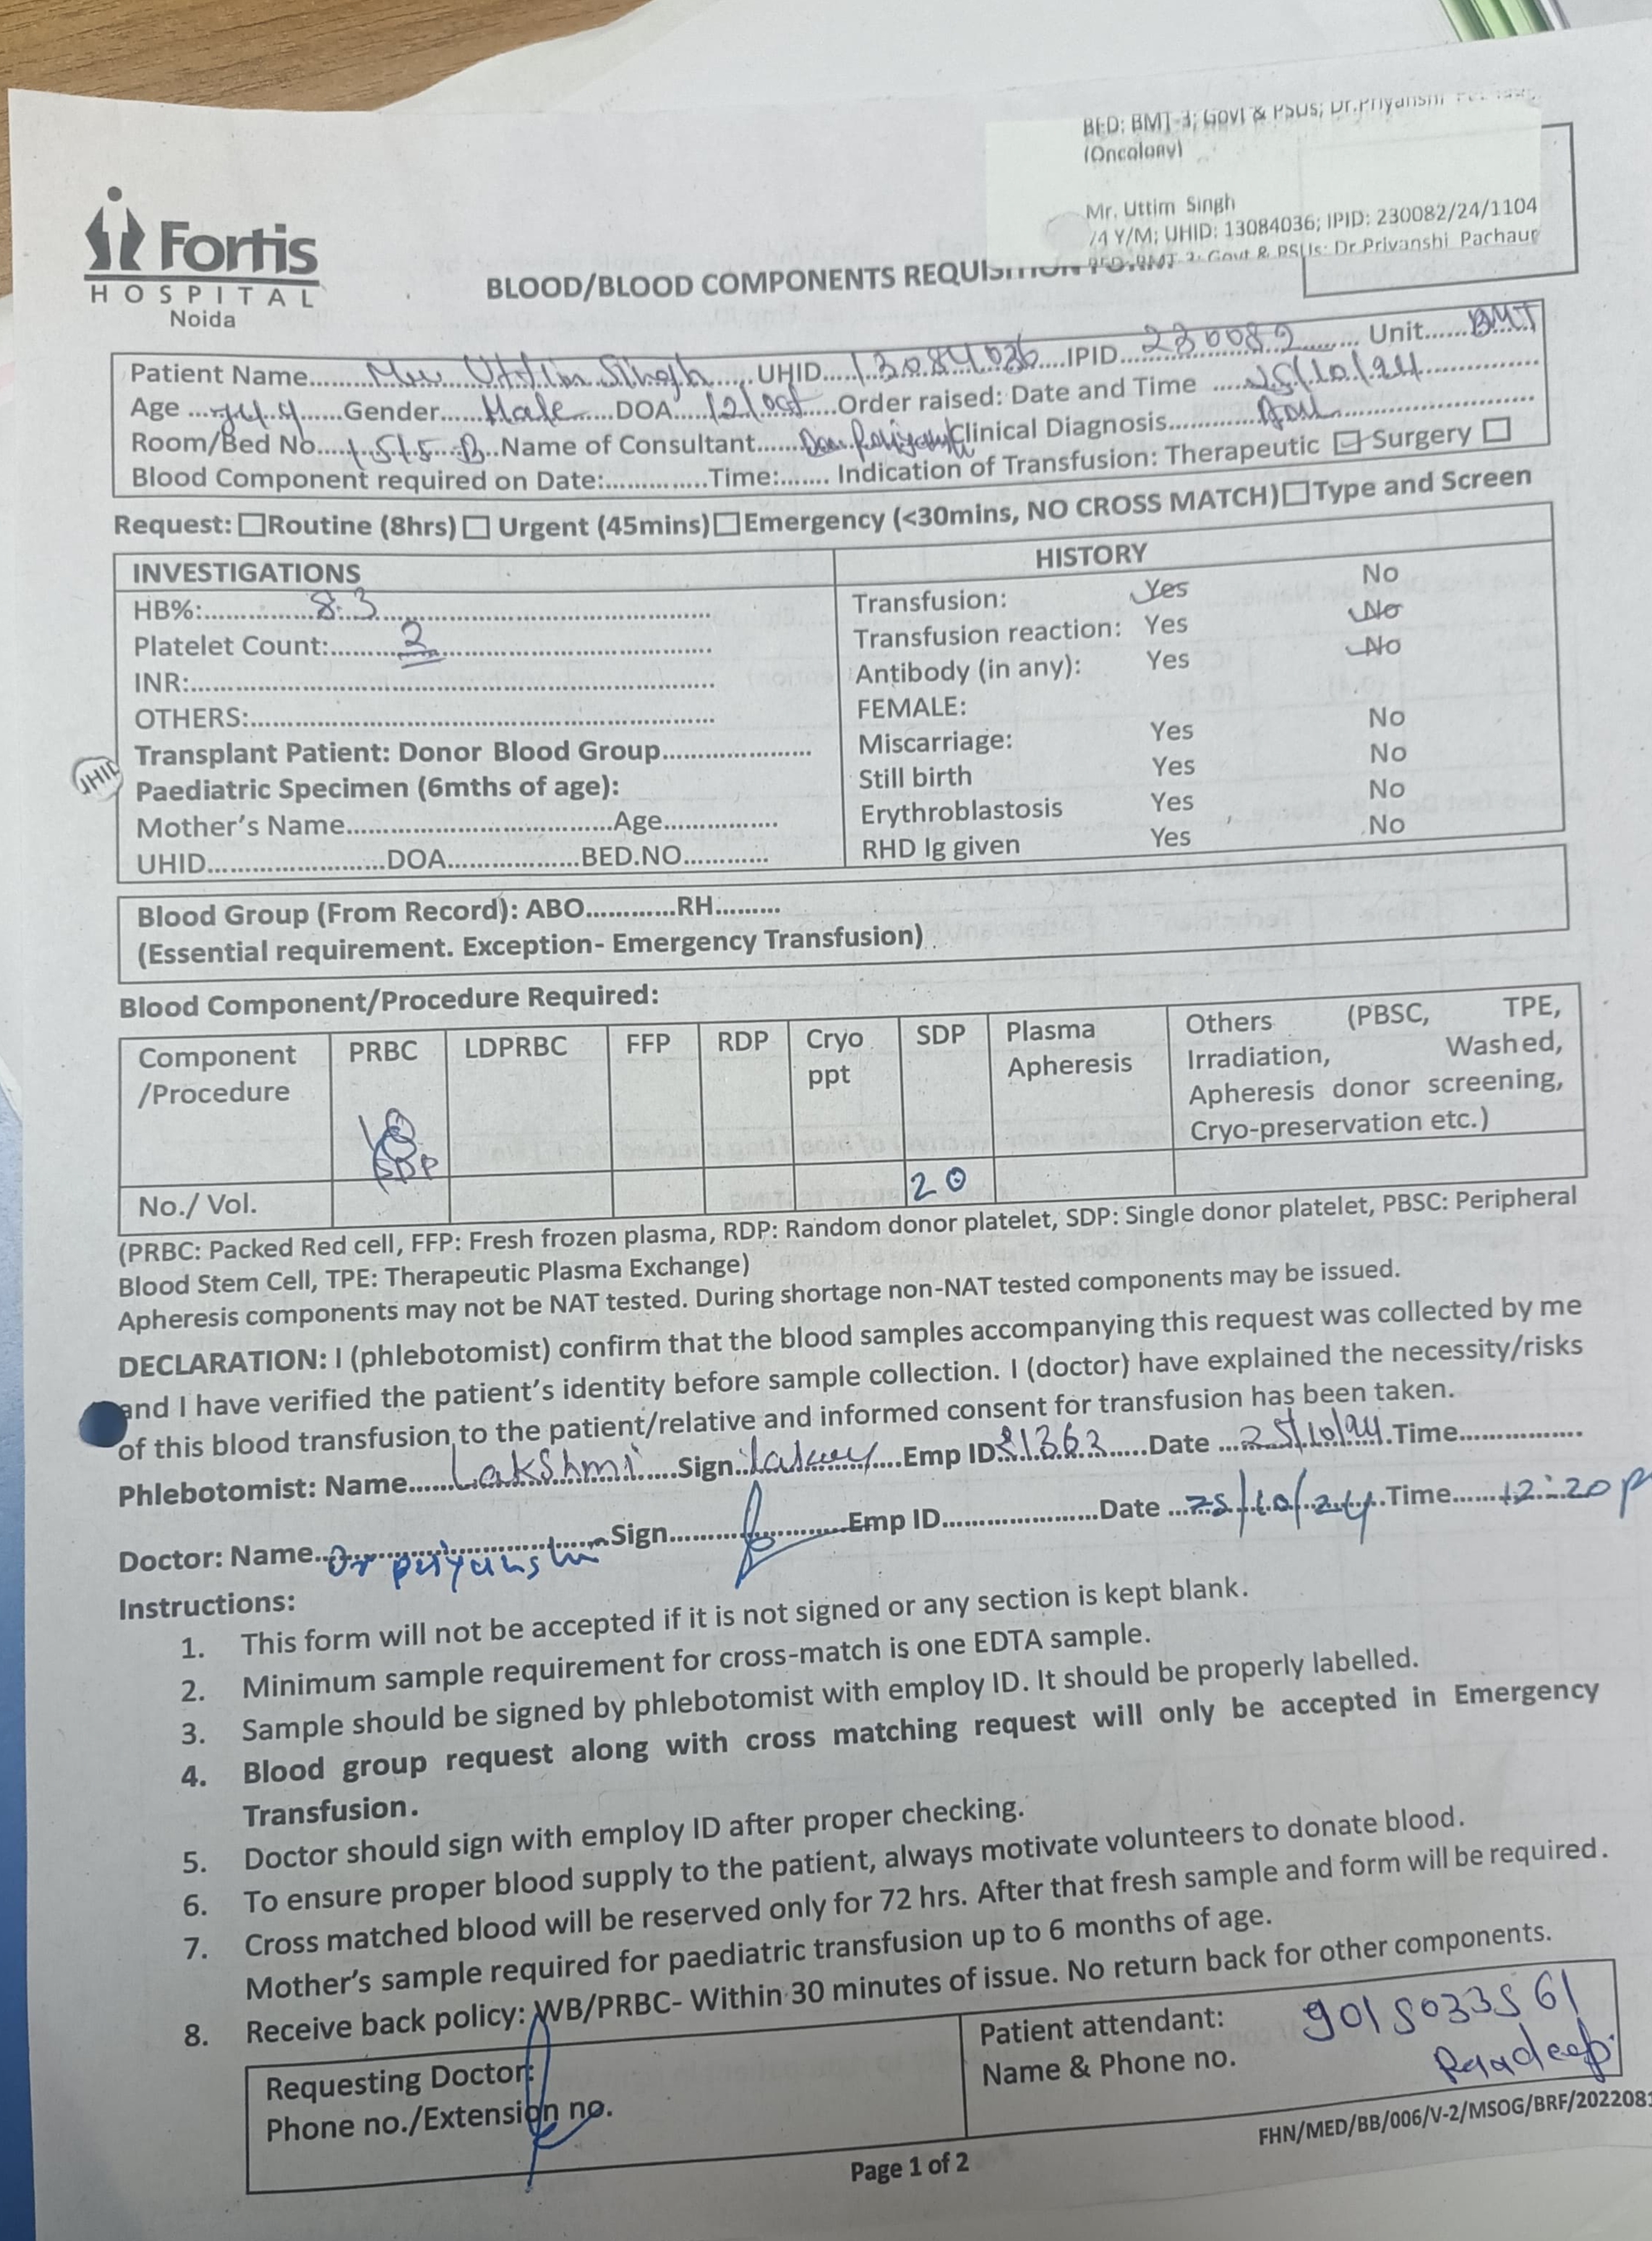 BED: BMT-3; Govt & PSUs; Dr.Priyanshi
(Oncology)
Mr. Uttim Singh
74 Y/M; UHID: 13084036; IPID: 230082/24/1104
BED: BMT-3; Govt & PSUs; Dr.Priyanshi Pachaur
Fortis
HOSPITAL
Noida
BLOOD/BLOOD COMPONENTS REQUISITION FORM
Patient Name.........Mr. Uttim Singh.....UHID....13084036....IPID....230082......Unit......BMT
Age ...74 y......Gender......Male.....DOA....12/oct.....Order raised: Date and Time .....25/10/24..............
Room/Bed No.....Name of Consultant......Clinical Diagnosis..............................
Blood Component required on Date:..............Time:....... Indication of Transfusion: Therapeutic ☑ Surgery ☐
Request: ☐Routine (8hrs) ☐ Urgent (45mins)☐Emergency (<30mins, NO CROSS MATCH)☐Type and Screen
INVESTIGATIONS
HB%:..............8.3..........................................
Platelet Count:.........2...................................
INR:...............................................................
OTHERS:.......................................................
Transplant Patient: Donor Blood Group.....................
Paediatric Specimen (6mths of age):
Mother's Name.....................................Age................
UHID.........................DOA...................BED.NO............
HISTORY
Transfusion: Yes No
Transfusion reaction: Yes No
Antibody (in any): Yes No
FEMALE:
Miscarriage: Yes No
Still birth Yes No
Erythroblastosis Yes No
RHD Ig given Yes No
Blood Group (From Record): ABO............RH.........
(Essential requirement. Exception- Emergency Transfusion)
Blood Component/Procedure Required:
Component /Procedure PRBC LDPRBC FFP RDP Cryo ppt SDP Plasma Apheresis Others (PBSC, TPE, Irradiation, Washed, Apheresis donor screening, Cryo-preservation etc.)
SDP
No./ Vol. 20
(PRBC: Packed Red cell, FFP: Fresh frozen plasma, RDP: Random donor platelet, SDP: Single donor platelet, PBSC: Peripheral
Blood Stem Cell, TPE: Therapeutic Plasma Exchange)
Apheresis components may not be NAT tested. During shortage non-NAT tested components may be issued.
DECLARATION: I (phlebotomist) confirm that the blood samples accompanying this request was collected by me
and I have verified the patient's identity before sample collection. I (doctor) have explained the necessity/risks
of this blood transfusion to the patient/relative and informed consent for transfusion has been taken.
Phlebotomist: Name......Lakshmi.....Sign..............Emp ID.........Date ...25/10/24.Time...............
Doctor: Name..Dr priyanshi.....Sign......................Emp ID......................Date ...25/10/24..Time......12:20 p
Instructions:
1. This form will not be accepted if it is not signed or any section is kept blank.
2. Minimum sample requirement for cross-match is one EDTA sample.
3. Sample should be signed by phlebotomist with employ ID. It should be properly labelled.
4. Blood group request along with cross matching request will only be accepted in Emergency
Transfusion.
5. Doctor should sign with employ ID after proper checking.
6. To ensure proper blood supply to the patient, always motivate volunteers to donate blood.
7. Cross matched blood will be reserved only for 72 hrs. After that fresh sample and form will be required.
Mother's sample required for paediatric transfusion up to 6 months of age.
8. Receive back policy: WB/PRBC- Within 30 minutes of issue. No return back for other components.
Requesting Doctor:
Phone no./Extension no.
Patient attendant: 9015033561
Name & Phone no.
FHN/MED/BB/006/V-2/MSOG/BRF/2022081
Page 1 of 2